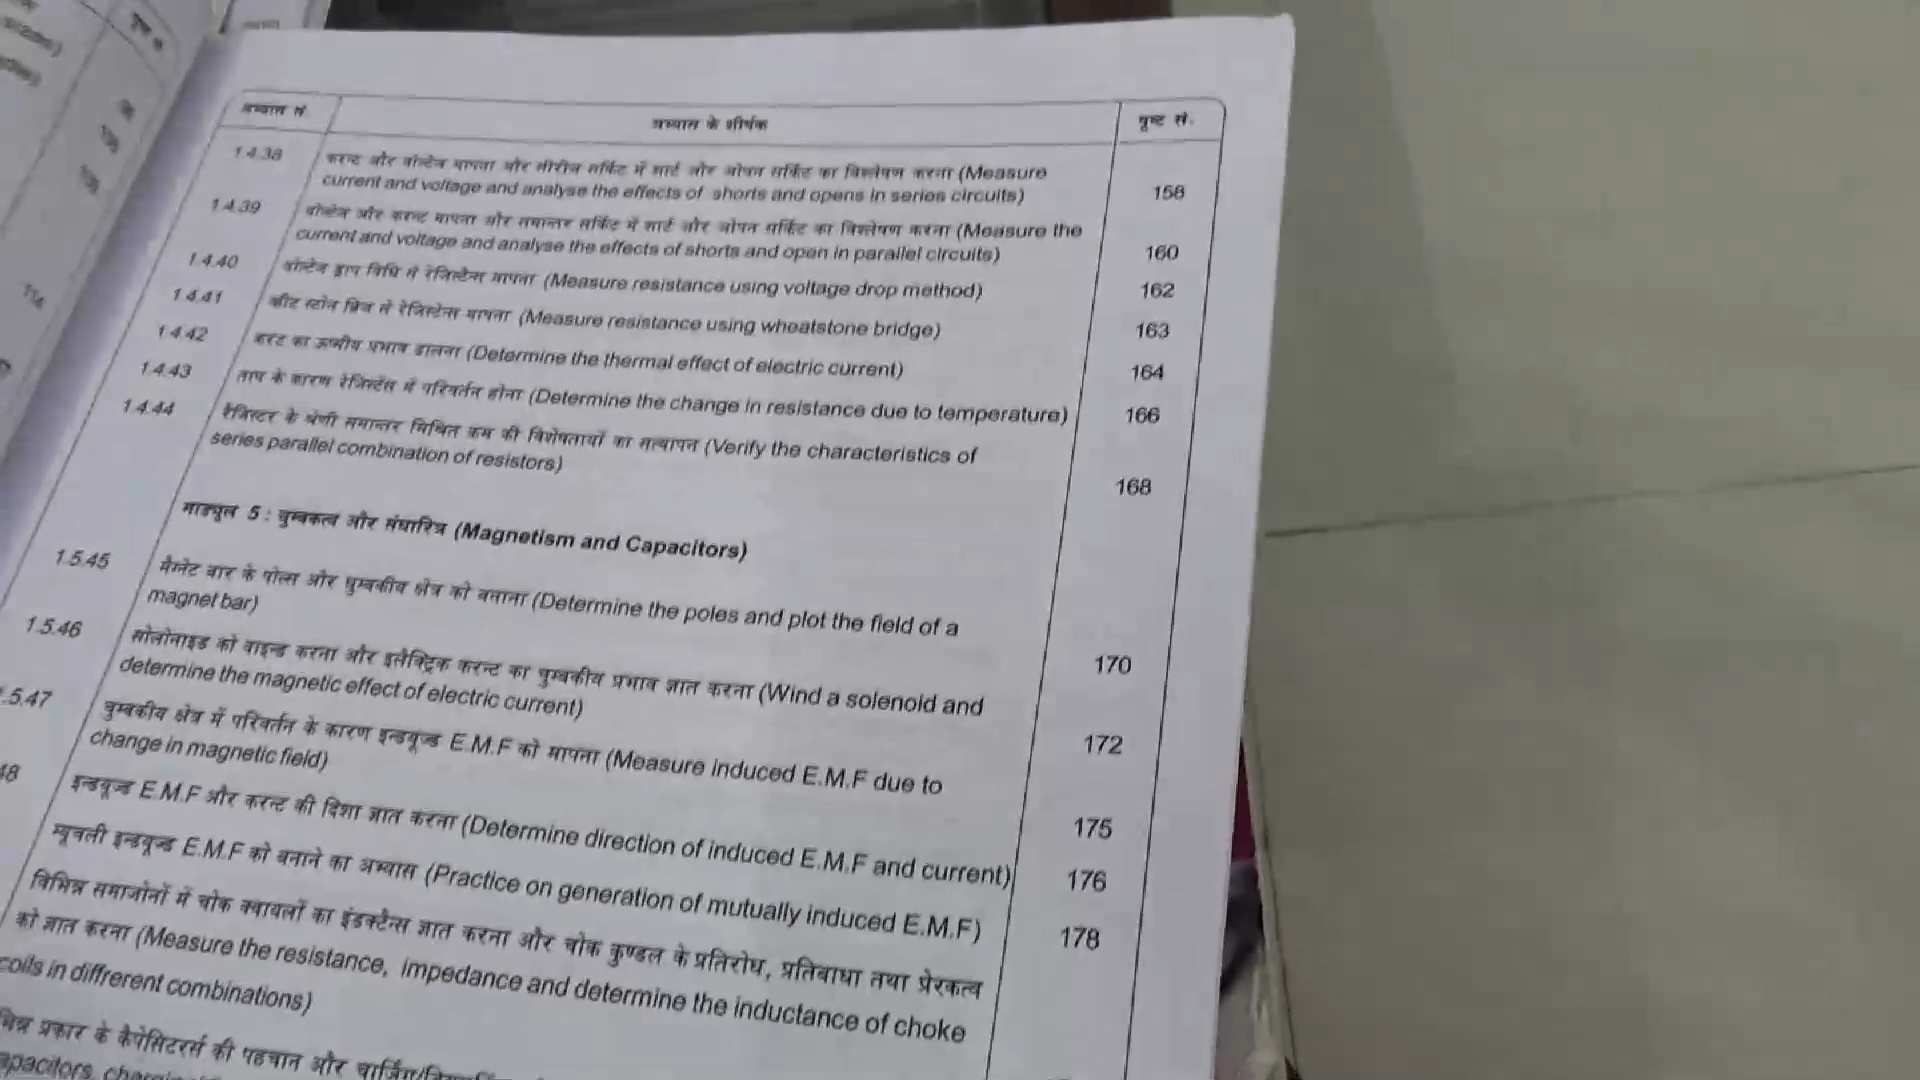 अभ्यास सं. अभ्यास के शीर्षक पृष्ट सं.
1.4.38 करन्ट और वोल्टेज मापना और सीरीज सर्किट में शार्ट और ओपन सर्किट का विश्लेषण करना (Measure
current and voltage and analyse the effects of shorts and opens in series circuits) 158
1.4.39 वोल्टेज और करन्ट मापना और समान्तर सर्किट में शार्ट और ओपन सर्किट का विश्लेषण करना (Measure the
current and voltage and analyse the effects of shorts and open in parallel circuits) 160
1.4.40 वोल्टेज ड्राप विधि से रेजिस्टेन्स मापना (Measure resistance using voltage drop method) 162
1.4.41 व्हीट स्टोन ब्रिज से रेजिस्टेन्स मापना (Measure resistance using wheatstone bridge) 163
1.4.42 करंट का ऊष्मीय प्रभाव डालना (Determine the thermal effect of electric current) 164
1.4.43 ताप के कारण रेजिस्टेंस में परिवर्तन होना (Determine the change in resistance due to temperature) 166
1.4.44 रेजिस्टर के श्रेणी समान्तर मिश्रित कम की विशेषतायों का सत्यापन (Verify the characteristics of
series parallel combination of resistors) 168
माड्यूल 5 : चुम्बकत्व और संघारित्र (Magnetism and Capacitors)
1.5.45 मैग्नेट बार के पोल्स और चुम्बकीय क्षेत्र को बनाना (Determine the poles and plot the field of a
magnet bar) 170
1.5.46 सोलोनाइड को वाइन्ड करना और इलैक्ट्रिक करन्ट का चुम्बकीय प्रभाव ज्ञात करना (Wind a solenoid and
determine the magnetic effect of electric current) 172
.5.47 चुम्बकीय क्षेत्र में परिवर्तन के कारण इन्डयूज्ड E.M.F को मापना (Measure induced E.M.F due to
change in magnetic field) 175
48 इन्डयूज्ड E.M.F और करन्ट की दिशा ज्ञात करना (Determine direction of induced E.M.F and current) 176
म्यूचली इन्डयूज्ड E.M.F को बनाने का अभ्यास (Practice on generation of mutually induced E.M.F) 178
विभिन्न समाजोनों में चोक क्वायलों का इंडक्टैन्स ज्ञात करना और चोक कुण्डल के प्रतिरोध, प्रतिबाधा तथा प्रेरकत्व
को ज्ञात करना (Measure the resistance, impedance and determine the inductance of choke
coils in diffrent combinations)
प्रकार के कैपेसिटरर्स की पहचान और